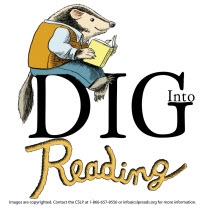 DIG Into
Reading
Images are copyrighted. Contact the CSLP at 1-866-657-8556 or info@cslpreads.org for more information.